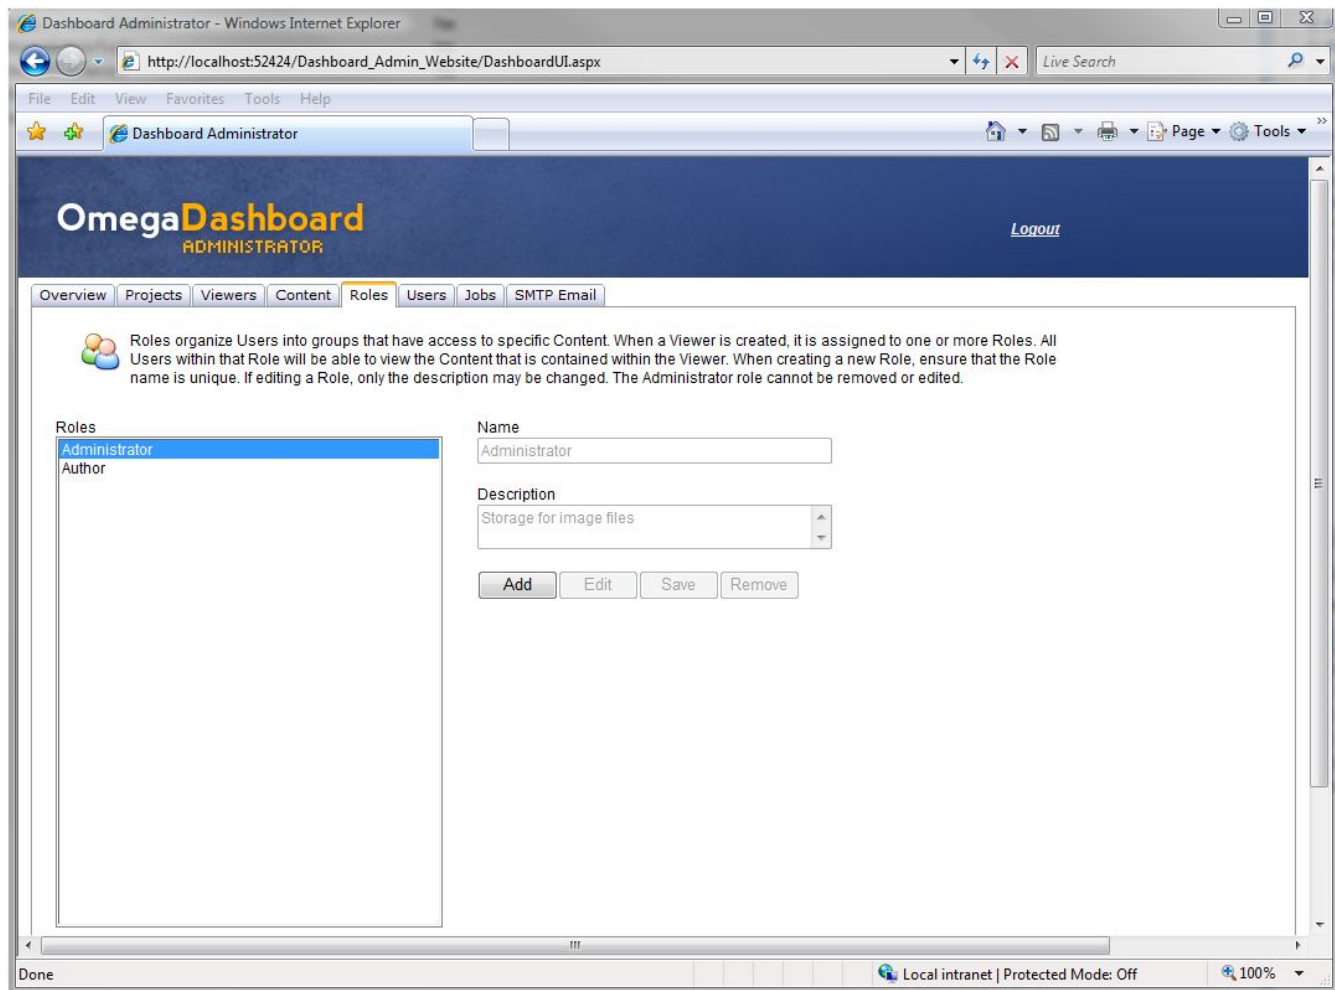 Dashboard Administrator - Windows Internet Explorer
http://localhost:52424/Dashboard_Admin_Website/DashboardUI.aspx
Live Search
File Edit View Favorites Tools Help
Dashboard Administrator
Page Tools
OmegaDashboard
ADMINISTRATOR
Logout
Overview Projects Viewers Content Roles Users Jobs SMTP Email
Roles organize Users into groups that have access to specific Content. When a Viewer is created, it is assigned to one or more Roles. All
Users within that Role will be able to view the Content that is contained within the Viewer. When creating a new Role, ensure that the Role
name is unique. If editing a Role, only the description may be changed. The Administrator role cannot be removed or edited.
Roles
Administrator
Author
Name
Administrator
Description
Storage for image files
Add Edit Save Remove
Done
Local intranet | Protected Mode: Off
100%